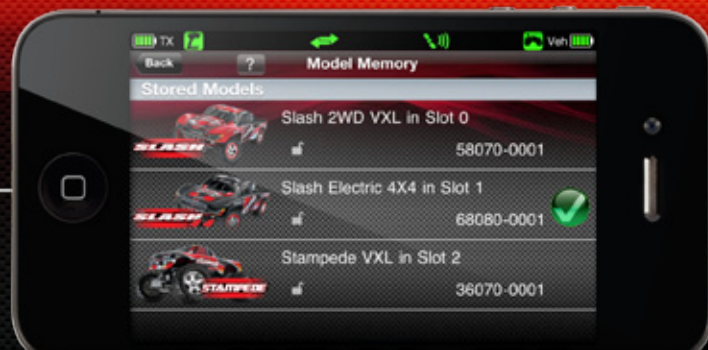 TX Veh
Back ? Model Memory
Stored Models
Slash 2WD VXL in Slot 0
SLASH 58070-0001
Slash Electric 4X4 in Slot 1
SLASH 68080-0001
Stampede VXL in Slot 2
STAMPEDE 36070-0001